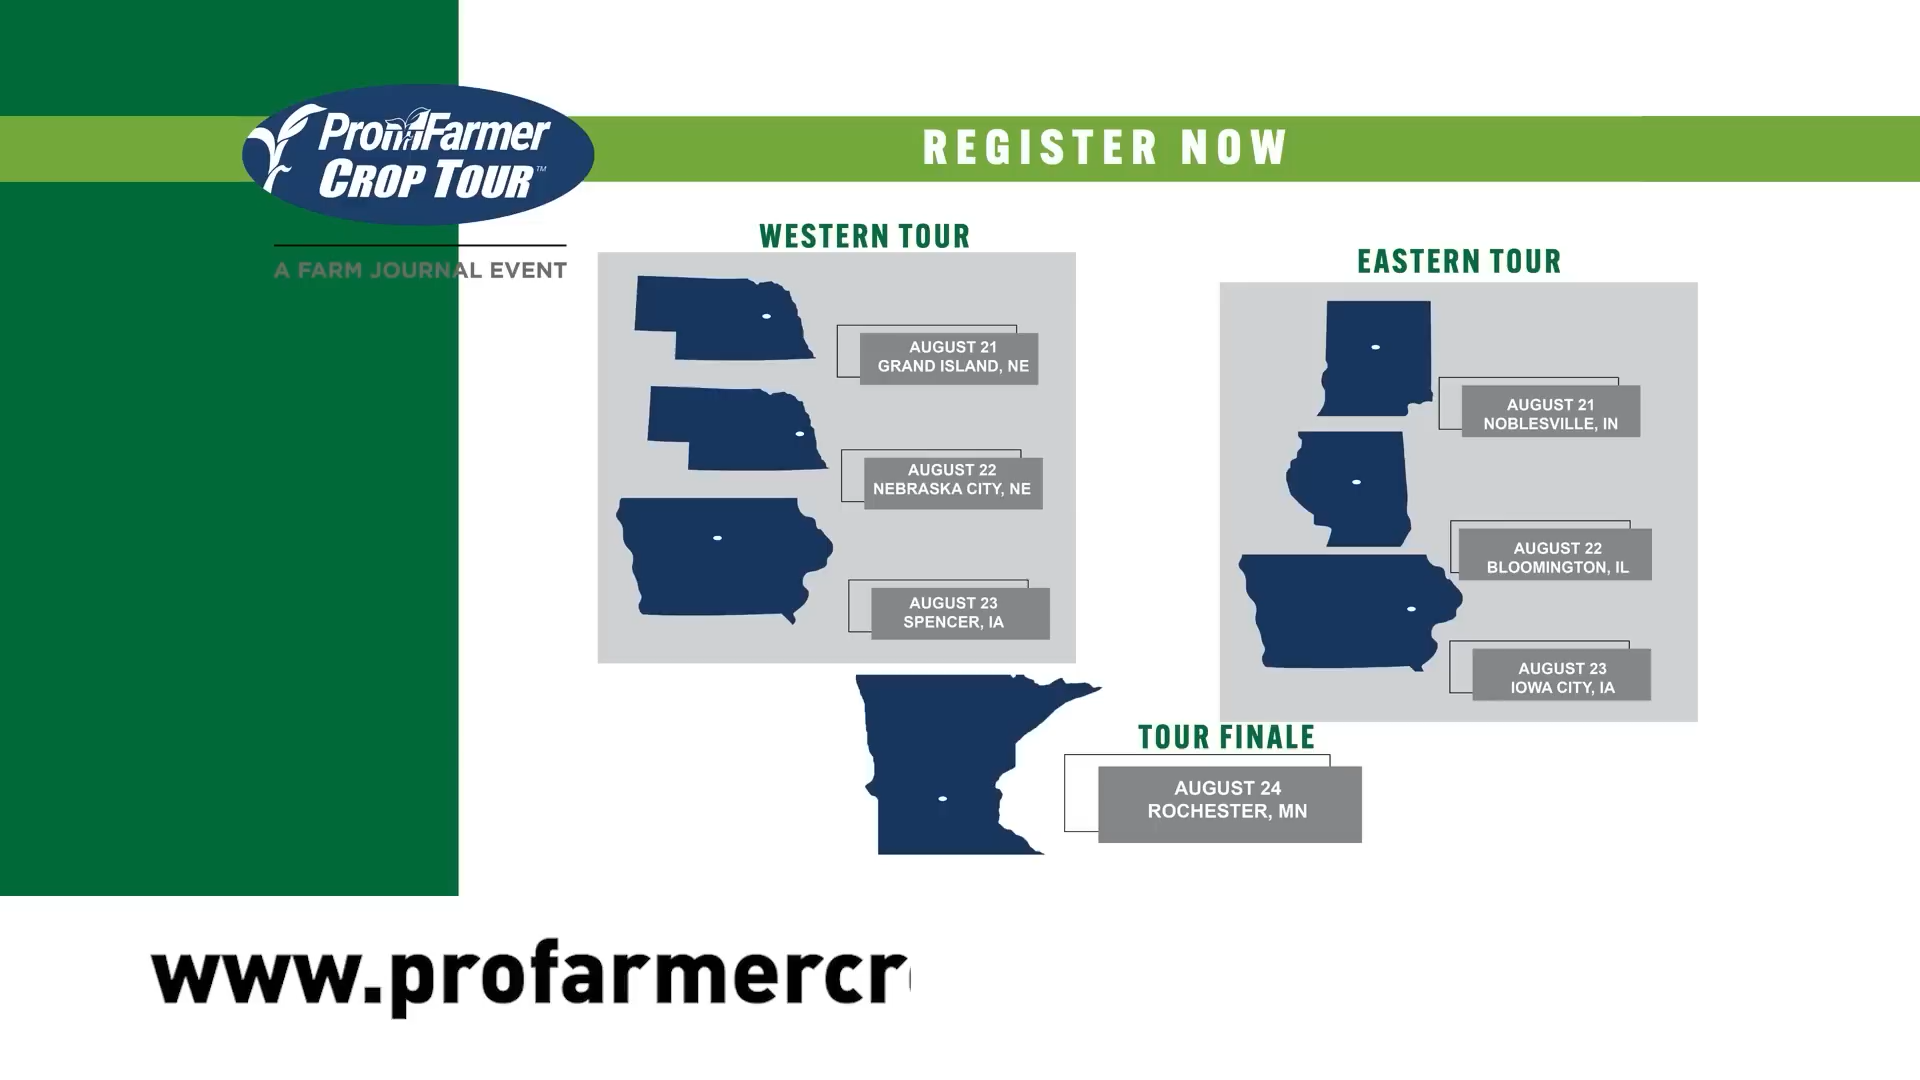 CROP TOUR™
A FARM JOURNAL EVENT
REGISTER NOW
WESTERN TOUR
AUGUST 21
GRAND ISLAND, NE
AUGUST 22
NEBRASKA CITY, NE
AUGUST 23
SPENCER, IA
EASTERN TOUR
AUGUST 21
NOBLESVILLE, IN
AUGUST 22
BLOOMINGTON, IL
AUGUST 23
IOWA CITY, IA
TOUR FINALE
AUGUST 24
ROCHESTER, MN
www.profarmercr